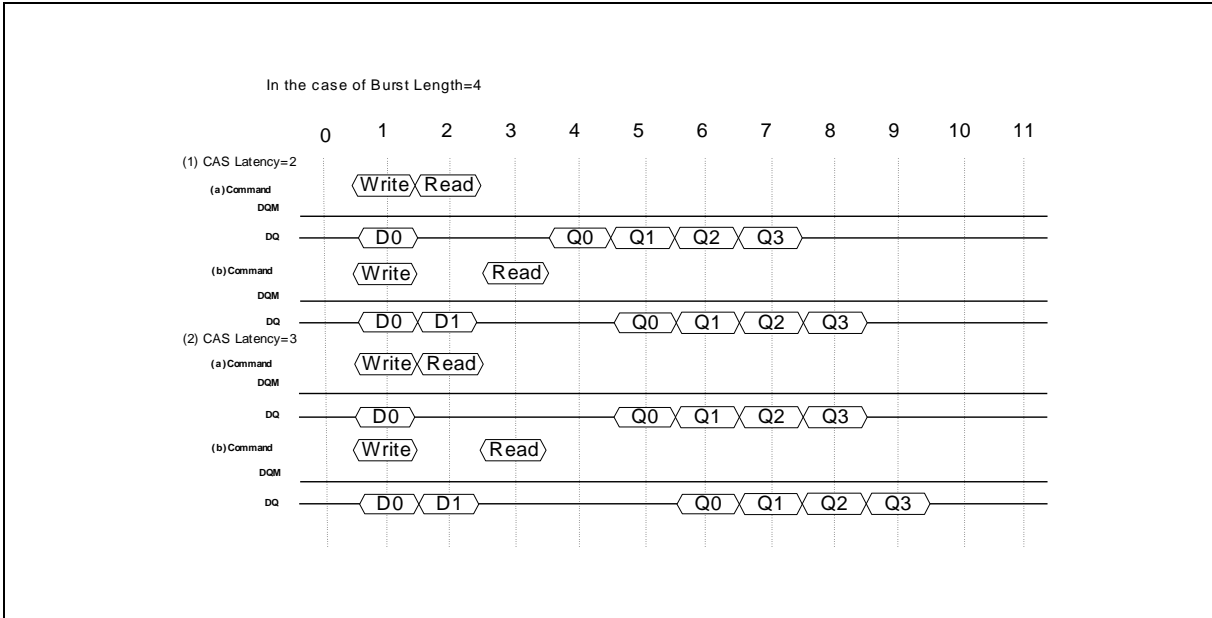 In the case of Burst Length=4
0 1 2 3 4 5 6 7 8 9 10 11
(1) CAS Latency=2
(a)Command Write Read
DQM
DQ D0 Q0 Q1 Q2 Q3
(b)Command Write Read
DQM
DQ D0 D1 Q0 Q1 Q2 Q3
(2) CAS Latency=3
(a)Command Write Read
DQM
DQ D0 Q0 Q1 Q2 Q3
(b)Command Write Read
DQM
DQ D0 D1 Q0 Q1 Q2 Q3